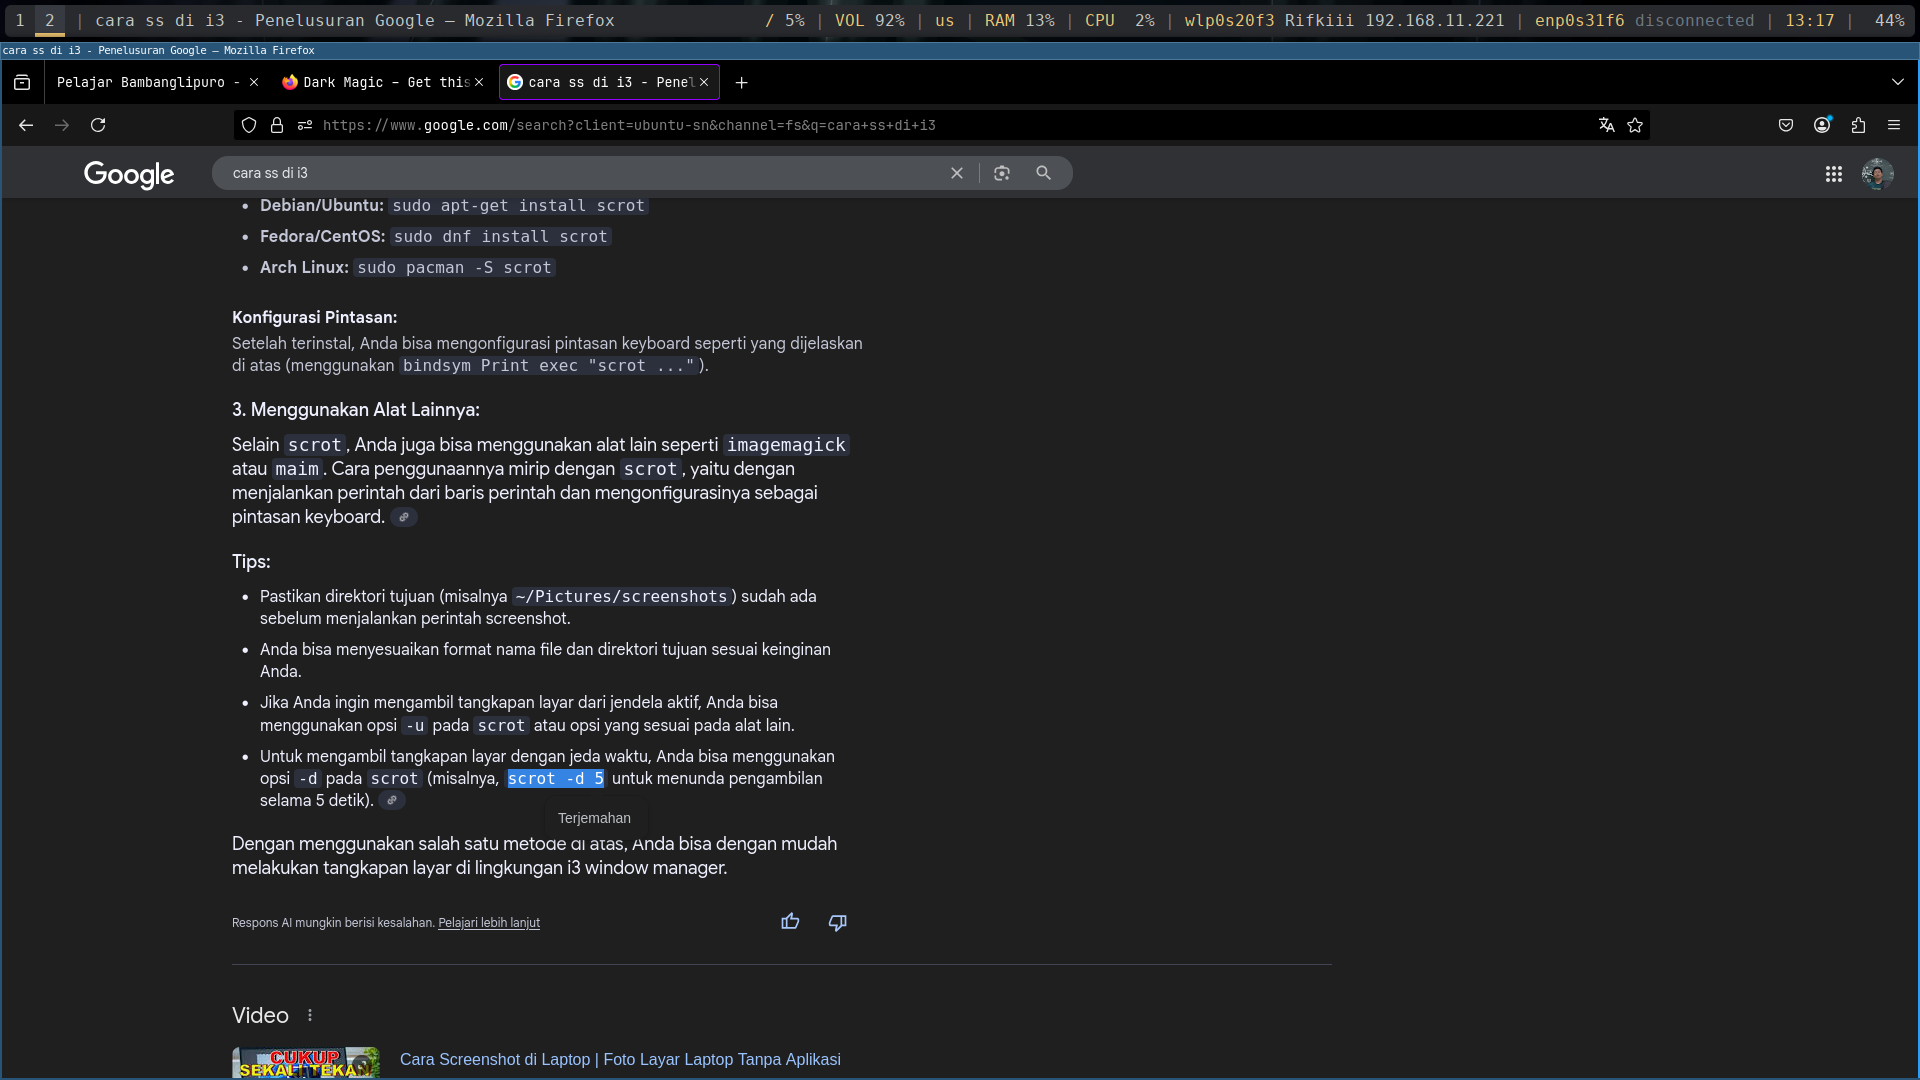 1 2 | cara ss di i3 - Penelusuran Google — Mozilla Firefox / 5% | VOL 92% | us | RAM 13% | CPU 2% | wlp0s20f3 Rifkiii 192.168.11.221 | enp0s31f6 disconnected | 13:17 | 44%
cara ss di i3 - Penelusuran Google — Mozilla Firefox
Pelajar Bambanglipuro - Dark Magic – Get this cara ss di i3 - Penel
https://www.google.com/search?client=ubuntu-sn&channel=fs&q=cara+ss+di+i3
Google cara ss di i3
• Debian/Ubuntu: sudo apt-get install scrot
• Fedora/CentOS: sudo dnf install scrot
• Arch Linux: sudo pacman -S scrot
Konfigurasi Pintasan:
Setelah terinstal, Anda bisa mengonfigurasi pintasan keyboard seperti yang dijelaskan
di atas (menggunakan bindsym Print exec "scrot ...").
3. Menggunakan Alat Lainnya:
Selain scrot, Anda juga bisa menggunakan alat lain seperti imagemagick
atau maim. Cara penggunaannya mirip dengan scrot, yaitu dengan
menjalankan perintah dari baris perintah dan mengonfigurasinya sebagai
pintasan keyboard.
Tips:
• Pastikan direktori tujuan (misalnya ~/Pictures/screenshots) sudah ada
sebelum menjalankan perintah screenshot.
• Anda bisa menyesuaikan format nama file dan direktori tujuan sesuai keinginan
Anda.
• Jika Anda ingin mengambil tangkapan layar dari jendela aktif, Anda bisa
menggunakan opsi -u pada scrot atau opsi yang sesuai pada alat lain.
• Untuk mengambil tangkapan layar dengan jeda waktu, Anda bisa menggunakan
opsi -d pada scrot (misalnya, scrot -d 5 untuk menunda pengambilan
selama 5 detik).
Terjemahan
Dengan menggunakan salah satu metode di atas, Anda bisa dengan mudah
melakukan tangkapan layar di lingkungan i3 window manager.
Respons AI mungkin berisi kesalahan. Pelajari lebih lanjut
Video
CUKUP
SEKALI TEKAN
Cara Screenshot di Laptop | Foto Layar Laptop Tanpa Aplikasi